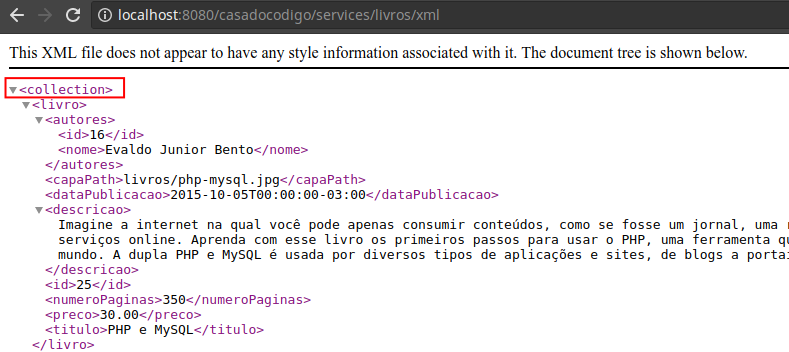 localhost:8080/casadocodigo/services/livros/xml
This XML file does not appear to have any style information associated with it. The document tree is shown below.
▼<collection>
▼<livro>
▼<autores>
<id>16</id>
<nome>Evaldo Junior Bento</nome>
</autores>
<capaPath>livros/php-mysql.jpg</capaPath>
<dataPublicacao>2015-10-05T00:00:00-03:00</dataPublicacao>
▼<descricao>
Imagine a internet na qual você pode apenas consumir conteúdos, como se fosse um jornal, uma
serviços online. Aprenda com esse livro os primeiros passos para usar o PHP, uma ferramenta
mundo. A dupla PHP e MySQL é usada por diversos tipos de aplicações e sites, de blogs a
</descricao>
<id>25</id>
<numeroPaginas>350</numeroPaginas>
<preco>30.00</preco>
<titulo>PHP e MySQL</titulo>
</livro>